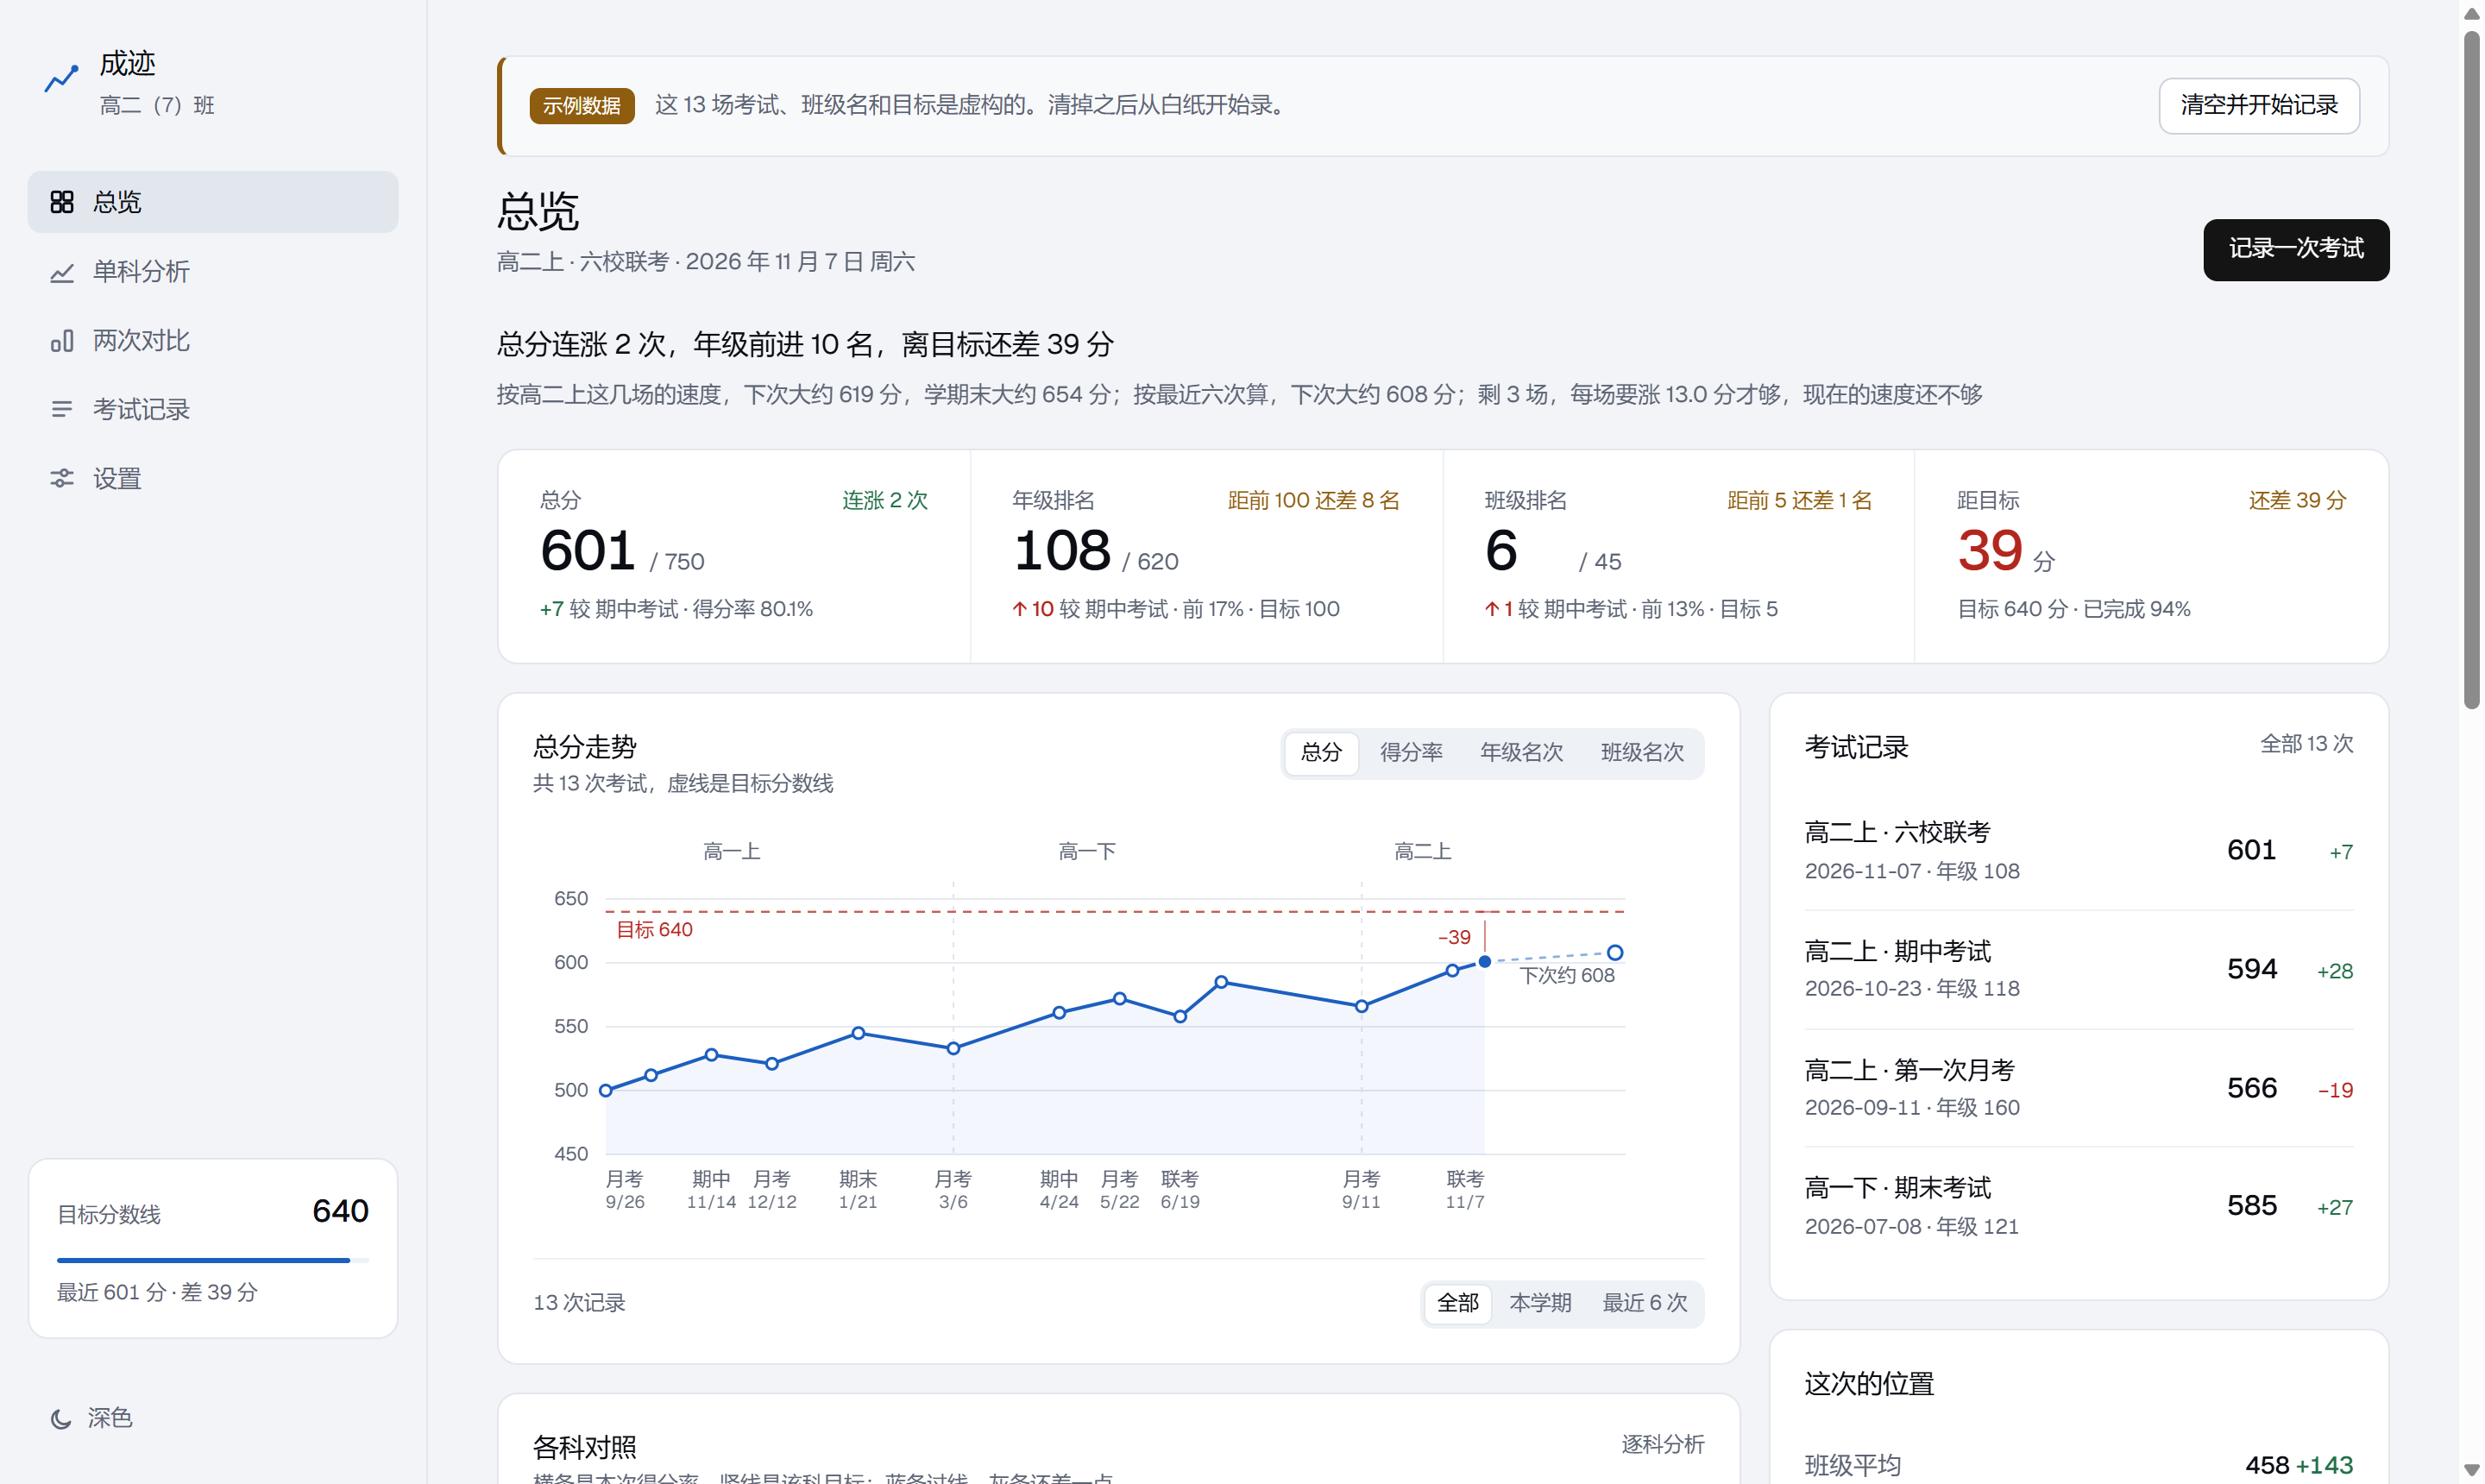 成迹
高二（7）班
总览
单科分析
两次对比
考试记录
设置
目标分数线 640
最近 601 分 · 差 39 分
深色
示例数据 这 13 场考试、班级名和目标是虚构的。清掉之后从白纸开始录。 清空并开始记录
总览
高二上 · 六校联考 · 2026 年 11 月 7 日 周六
记录一次考试
总分连涨 2 次，年级前进 10 名，离目标还差 39 分
按高二上这几场的速度，下次大约 619 分，学期末大约 654 分；按最近六次算，下次大约 608 分；剩 3 场，每场要涨 13.0 分才够，现在的速度还不够
总分 连涨 2 次
601 / 750
+7 较 期中考试 · 得分率 80.1%
年级排名 距前 100 还差 8 名
108 / 620
↑ 10 较 期中考试 · 前 17% · 目标 100
班级排名 距前 5 还差 1 名
6 / 45
↑ 1 较 期中考试 · 前 13% · 目标 5
距目标 还差 39 分
39 分
目标 640 分 · 已完成 94%
总分走势
共 13 次考试，虚线是目标分数线
总分 得分率 年级名次 班级名次
高一上 高一下 高二上
650
目标 640
−39
600
下次约 608
550
500
450
月考 期中 月考 期末 月考 期中 月考 联考 月考 联考
9/26 11/14 12/12 1/21 3/6 4/24 5/22 6/19 9/11 11/7
13 次记录
全部 本学期 最近 6 次
考试记录 全部 13 次
高二上 · 六校联考 601 +7
2026-11-07 · 年级 108
高二上 · 期中考试 594 +28
2026-10-23 · 年级 118
高二上 · 第一次月考 566 −19
2026-09-11 · 年级 160
高一下 · 期末考试 585 +27
2026-07-08 · 年级 121
各科对照 逐科分析
这次的位置
班级平均 458 +143